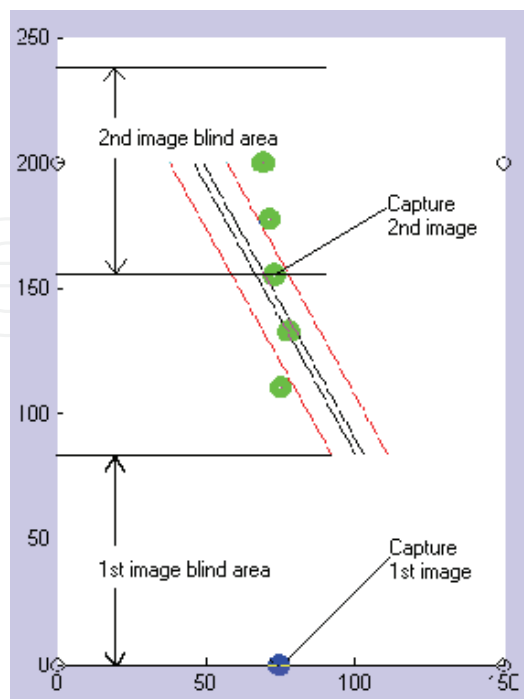 250
2nd image blind area
200
Capture
2nd image
150
100
50
Capture
1st image
1st image blind area
0
0
50
100
150